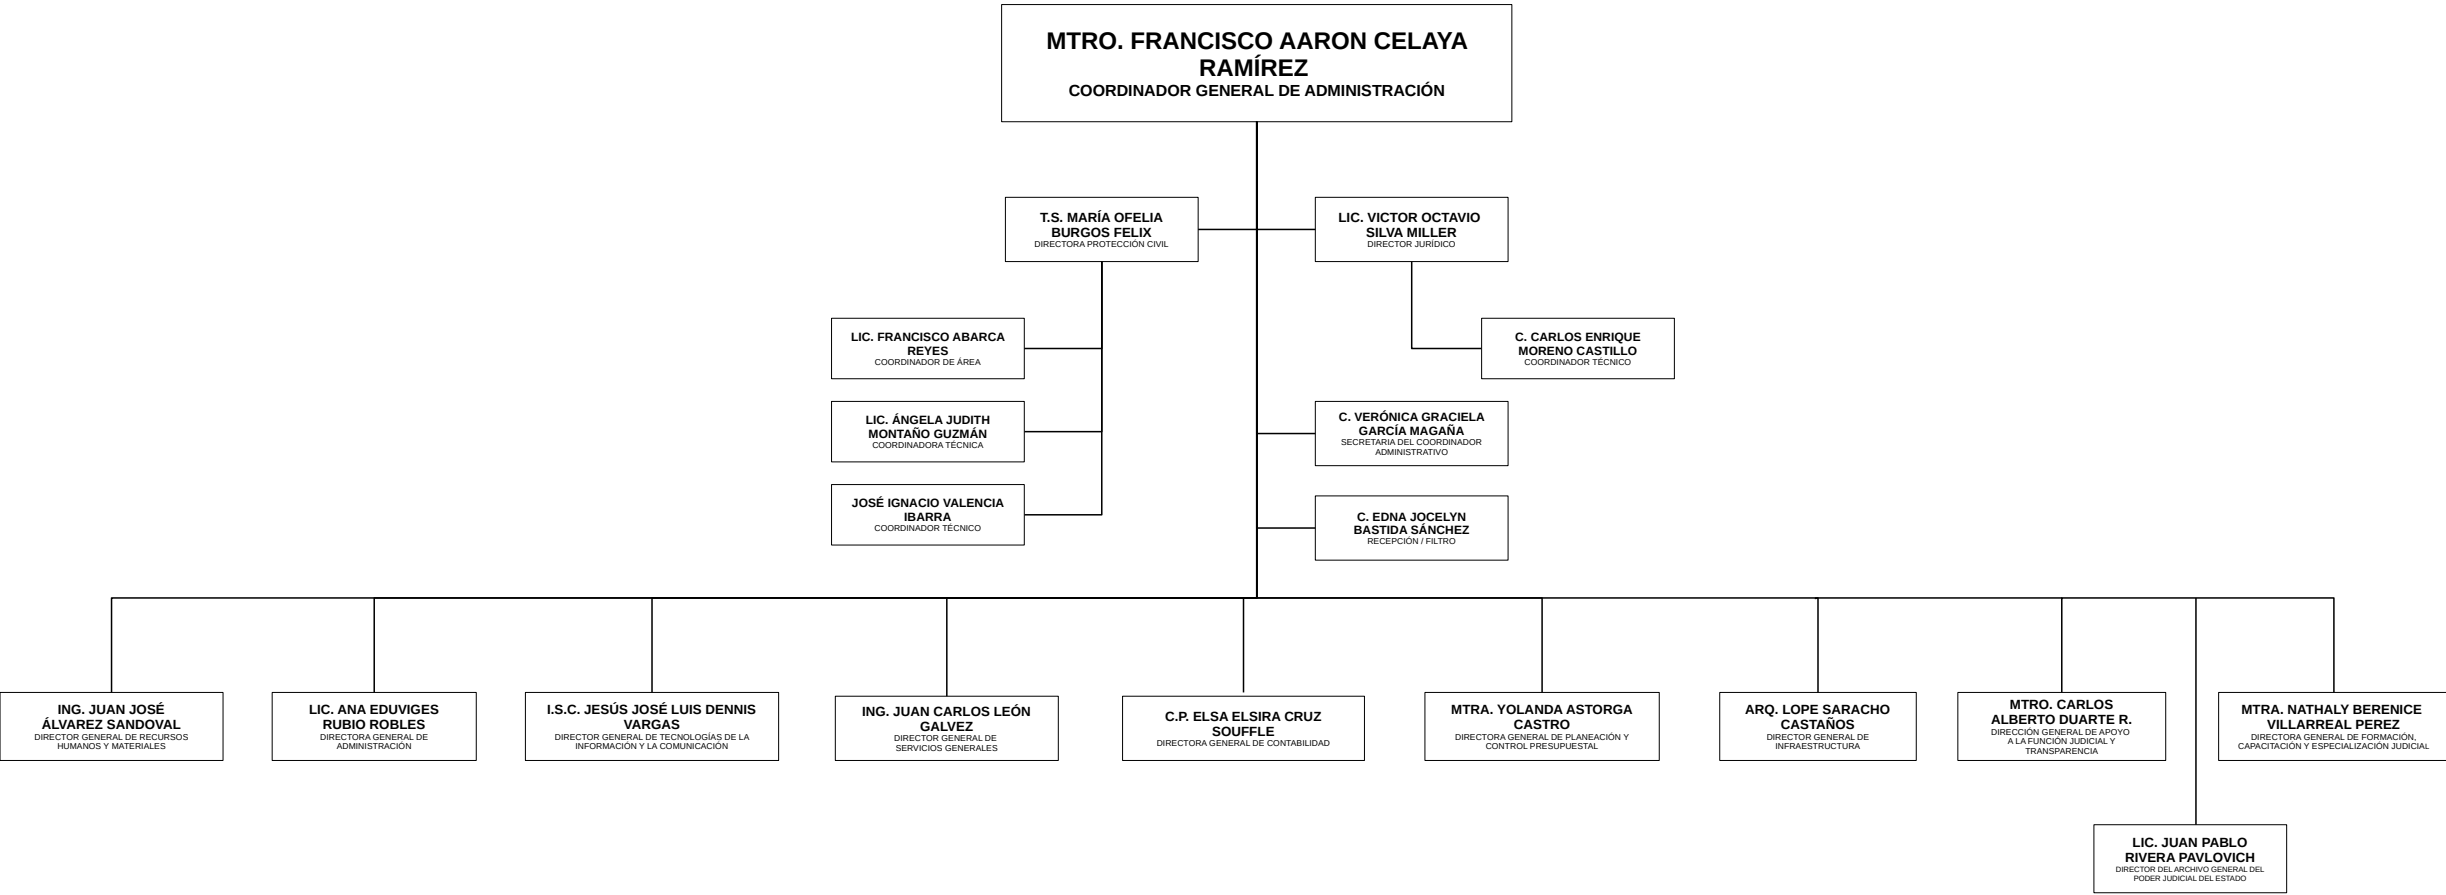 MTRO. FRANCISCO AARON CELAYA
RAMÍREZ
COORDINADOR GENERAL DE ADMINISTRACIÓN
T.S. MARÍA OFELIA
BURGOS FELIX
DIRECTORA PROTECCIÓN CIVIL
LIC. VICTOR OCTAVIO
SILVA MILLER
DIRECTOR JURÍDICO
LIC. FRANCISCO ABARCA
REYES
COORDINADOR DE ÁREA
C. CARLOS ENRIQUE
MORENO CASTILLO
COORDINADOR TÉCNICO
LIC. ÁNGELA JUDITH
MONTAÑO GUZMÁN
COORDINADORA TÉCNICA
C. VERÓNICA GRACIELA
GARCÍA MAGAÑA
SECRETARIA DEL COORDINADOR
ADMINISTRATIVO
JOSÉ IGNACIO VALENCIA
IBARRA
COORDINADOR TÉCNICO
C. EDNA JOCELYN
BASTIDA SÁNCHEZ
RECEPCIÓN / FILTRO
ING. JUAN JOSÉ
ÁLVAREZ SANDOVAL
DIRECTOR GENERAL DE RECURSOS
HUMANOS Y MATERIALES
LIC. ANA EDUVIGES
RUBIO ROBLES
DIRECTORA GENERAL DE
ADMINISTRACIÓN
I.S.C. JESÚS JOSÉ LUIS DENNIS
VARGAS
DIRECTOR GENERAL DE TECNOLOGÍAS DE LA
INFORMACIÓN Y LA COMUNICACIÓN
ING. JUAN CARLOS LEÓN
GALVEZ
DIRECTOR GENERAL DE
SERVICIOS GENERALES
C.P. ELSA ELSIRA CRUZ
SOUFFLE
DIRECTORA GENERAL DE CONTABILIDAD
MTRA. YOLANDA ASTORGA
CASTRO
DIRECTORA GENERAL DE PLANEACIÓN Y
CONTROL PRESUPUESTAL
ARQ. LOPE SARACHO
CASTAÑOS
DIRECTOR GENERAL DE
INFRAESTRUCTURA
MTRO. CARLOS
ALBERTO DUARTE R.
DIRECCIÓN GENERAL DE APOYO
A LA FUNCIÓN JUDICIAL Y
TRANSPARENCIA
MTRA. NATHALY BERENICE
VILLARREAL PEREZ
DIRECTORA GENERAL DE FORMACIÓN,
CAPACITACIÓN Y ESPECIALIZACIÓN JUDICIAL
LIC. JUAN PABLO
RIVERA PAVLOVICH
DIRECTOR DEL ARCHIVO GENERAL DEL
PODER JUDICIAL DEL ESTADO